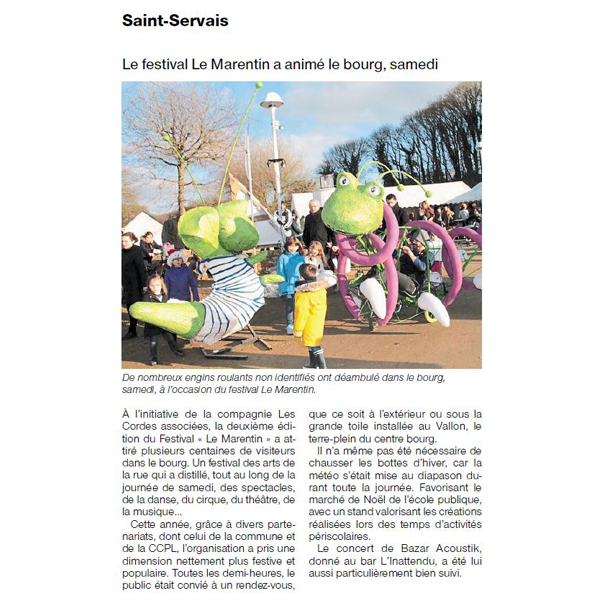 Saint-Servais
Le festival Le Marentin a animé le bourg, samedi
De nombreux engins roulants non identifiés ont déambulé dans le bourg,
samedi, à l'occasion du festival Le Marentin.
À l'initiative de la compagnie Les
Cordes associées, la deuxième édi-
tion du Festival « Le Marentin » a at-
tiré plusieurs centaines de visiteurs
dans le bourg. Un festival des arts de
la rue qui a distillé, tout au long de la
journée de samedi, des spectacles,
de la danse, du cirque, du théâtre, de
la musique...
Cette année, grâce à divers parte-
nariats, dont celui de la commune et
de la CCPL, l'organisation a pris une
dimension nettement plus festive et
populaire. Toutes les demi-heures, le
public était convié à un rendez-vous,
que ce soit à l'extérieur ou sous la
grande toile installée au Vallon, le
terre-plein du centre bourg.
Il n'a même pas été nécessaire de
chausser les bottes d'hiver, car la
météo s'était mise au diapason du-
rant toute la journée. Favorisant le
marché de Noël de l'école publique,
avec un stand valorisant les créations
réalisées lors des temps d'activités
périscolaires.
Le concert de Bazar Acoustik,
donné au bar L'Inattendu, a été lui
aussi particulièrement bien suivi.